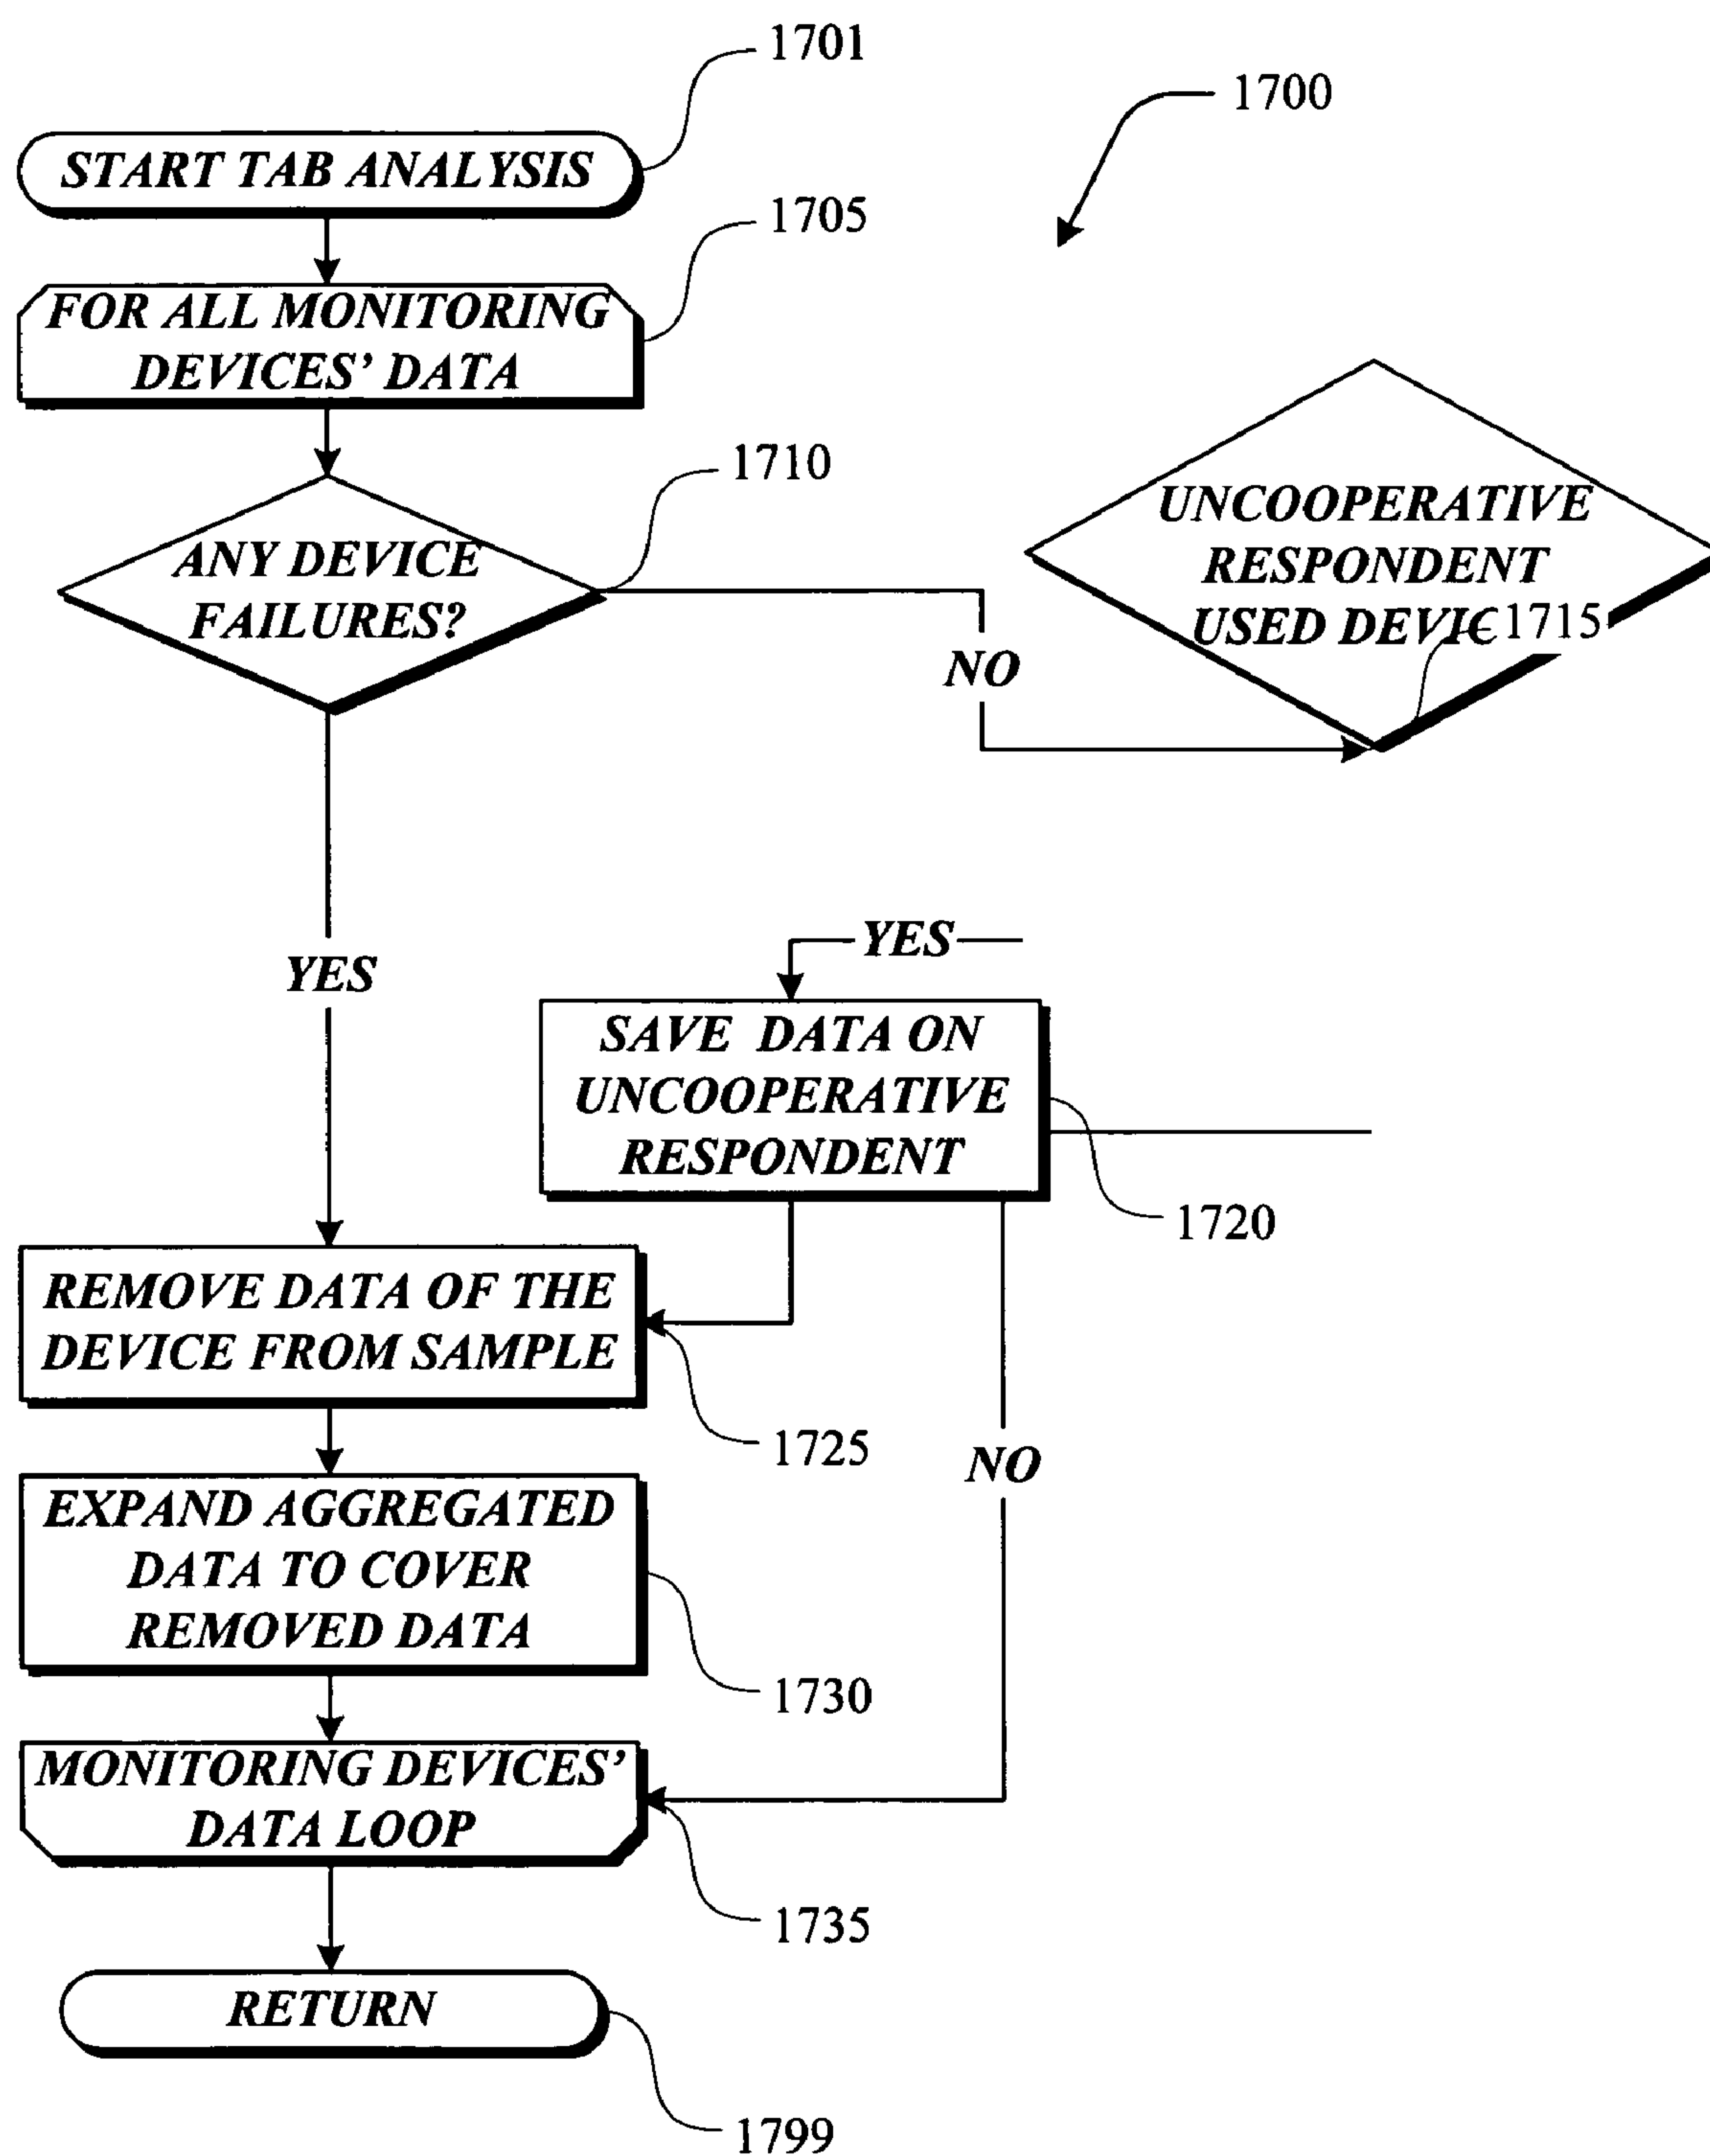 1701
1700
START TAB ANALYSIS
1705
FOR ALL MONITORING
DEVICES’ DATA
1710
ANY DEVICE
FAILURES?
NO
UNCOOPERATIVE
RESPONDENT
USED DEVIC
1715
YES
YES
SAVE DATA ON
UNCOOPERATIVE
RESPONDENT
1720
REMOVE DATA OF THE
DEVICE FROM SAMPLE
1725
NO
EXPAND AGGREGATED
DATA TO COVER
REMOVED DATA
1730
MONITORING DEVICES’
DATA LOOP
1735
RETURN
1799